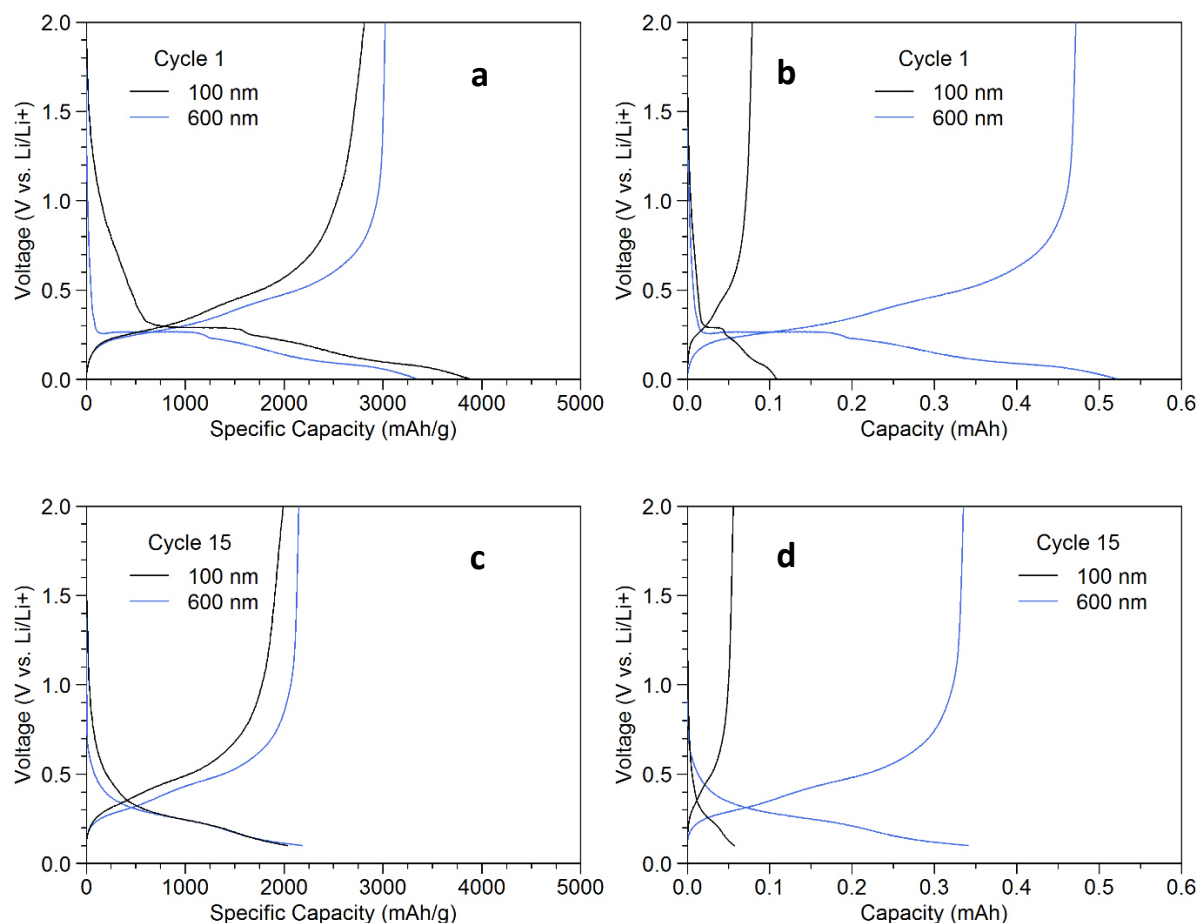 a
Cycle 1
100 nm
600 nm
2.0
1.5
1.0
0.5
0.0
Voltage (V vs. Li/Li+)
0 1000 2000 3000 4000 5000
Specific Capacity (mAh/g)
b
Cycle 1
100 nm
600 nm
2.0
1.5
1.0
0.5
0.0
Voltage (V vs. Li/Li+)
0.0 0.1 0.2 0.3 0.4 0.5 0.6
Capacity (mAh)
c
Cycle 15
100 nm
600 nm
2.0
1.5
1.0
0.5
0.0
Voltage (V vs. Li/Li+)
0 1000 2000 3000 4000 5000
Specific Capacity (mAh/g)
d
Cycle 15
100 nm
600 nm
2.0
1.5
1.0
0.5
0.0
Voltage (V vs. Li/Li+)
0.0 0.1 0.2 0.3 0.4 0.5 0.6
Capacity (mAh)